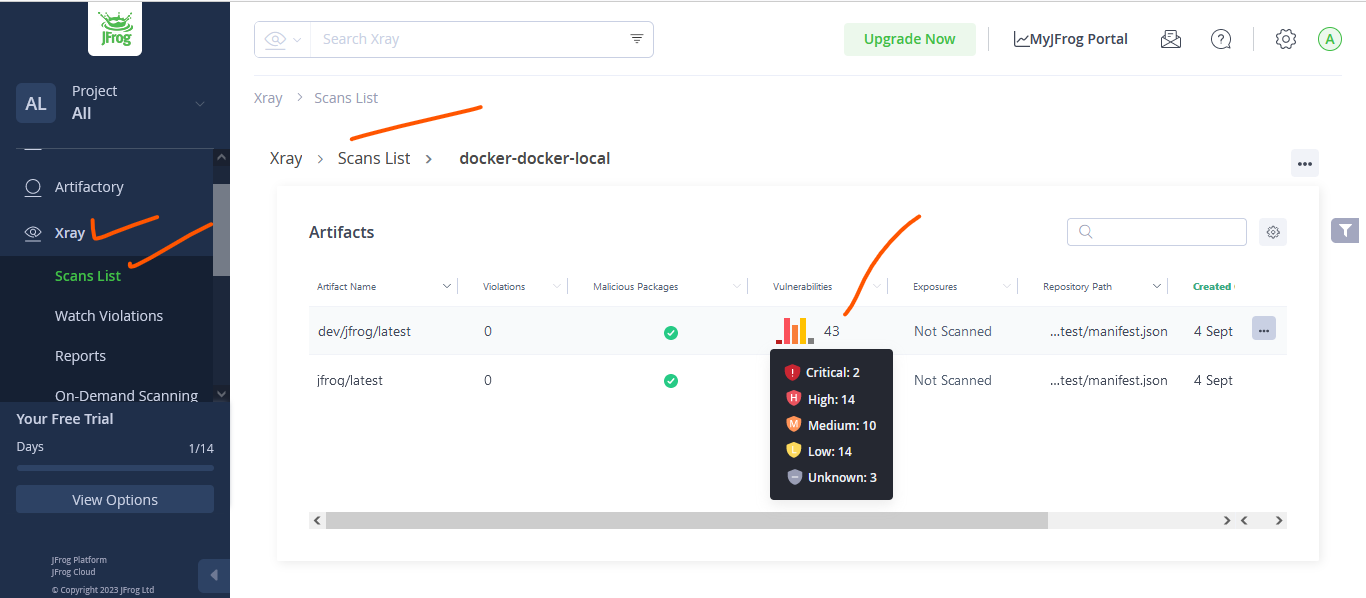 JFrog
Search Xray
Upgrade Now
MyJFrog Portal
A
AL
Project
All
Artifactory
Xray
Scans List
Watch Violations
Reports
On-Demand Scanning
Your Free Trial
Days
1/14
View Options
JFrog Platform
JFrog Cloud
© Copyright 2023 JFrog Ltd
Xray > Scans List
Xray > Scans List > docker-docker-local
Artifacts
Artifact Name Violations Malicious Packages Vulnerabilities Exposures Repository Path Created
dev/jfrog/latest 0 43 Not Scanned ...test/manifest.json 4 Sept
jfrog/latest 0 Not Scanned ...test/manifest.json 4 Sept
! Critical: 2
H High: 14
M Medium: 10
L Low: 14
Unknown: 3